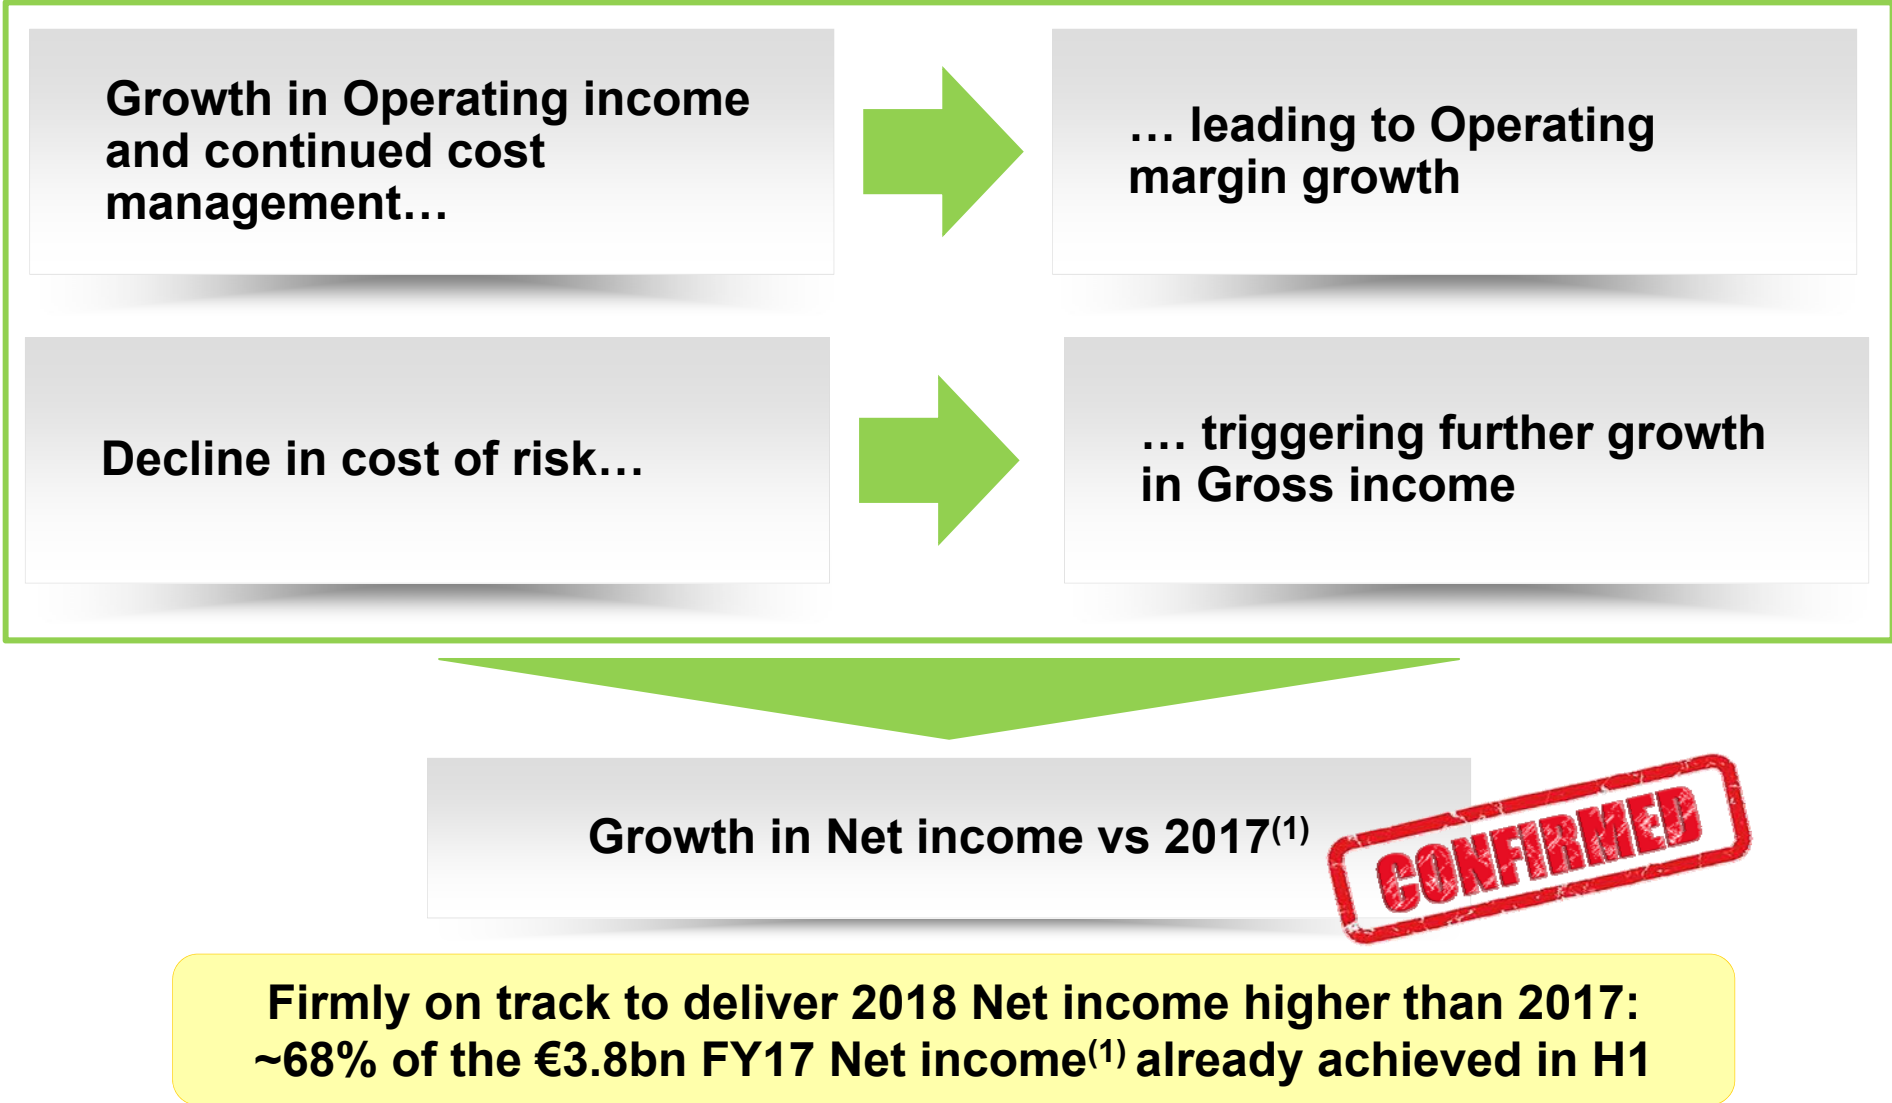 Growth in Operating income
and continued cost
management…
… leading to Operating
margin growth
Decline in cost of risk…
… triggering further growth
in Gross income
Growth in Net income vs 2017(1)
CONFIRMED
Firmly on track to deliver 2018 Net income higher than 2017:
~68% of the €3.8bn FY17 Net income(1) already achieved in H1